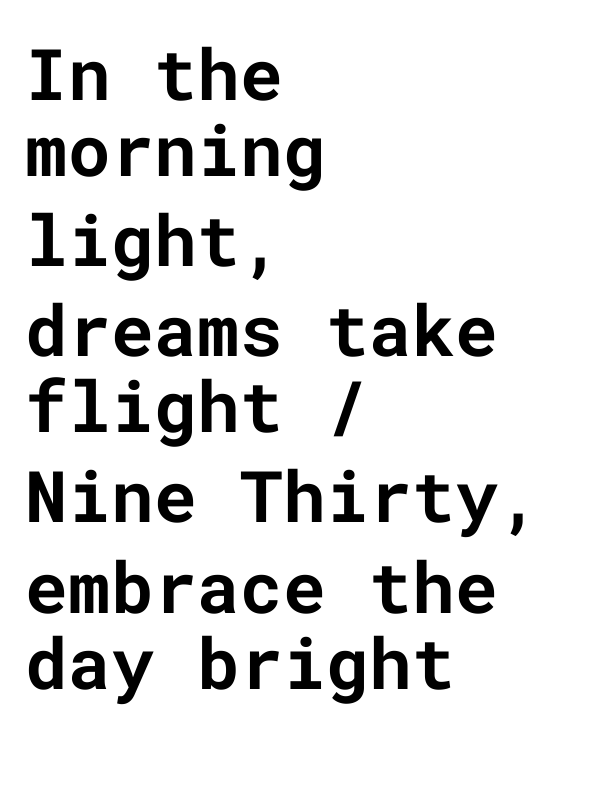 In the
morning
light,
dreams take
flight /
Nine Thirty,
embrace the
day bright